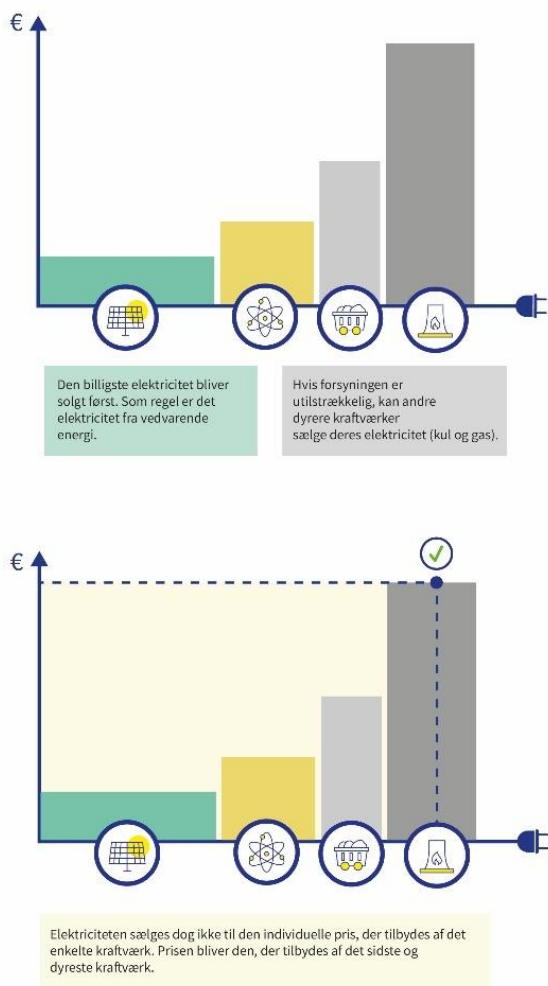 €
Den billigste elektricitet bliver
solgt først. Som regel er det
elektricitet fra vedvarende
energi.
Hvis forsyningen er
utilstrækkelig, kan andre
dyrere kraftværker
sælge deres elektricitet (kul og gas).
€
Elektriciteten sælges dog ikke til den individuelle pris, der tilbydes af det
enkelte kraftværk. Prisen bliver den, der tilbydes af det sidste og
dyreste kraftværk.